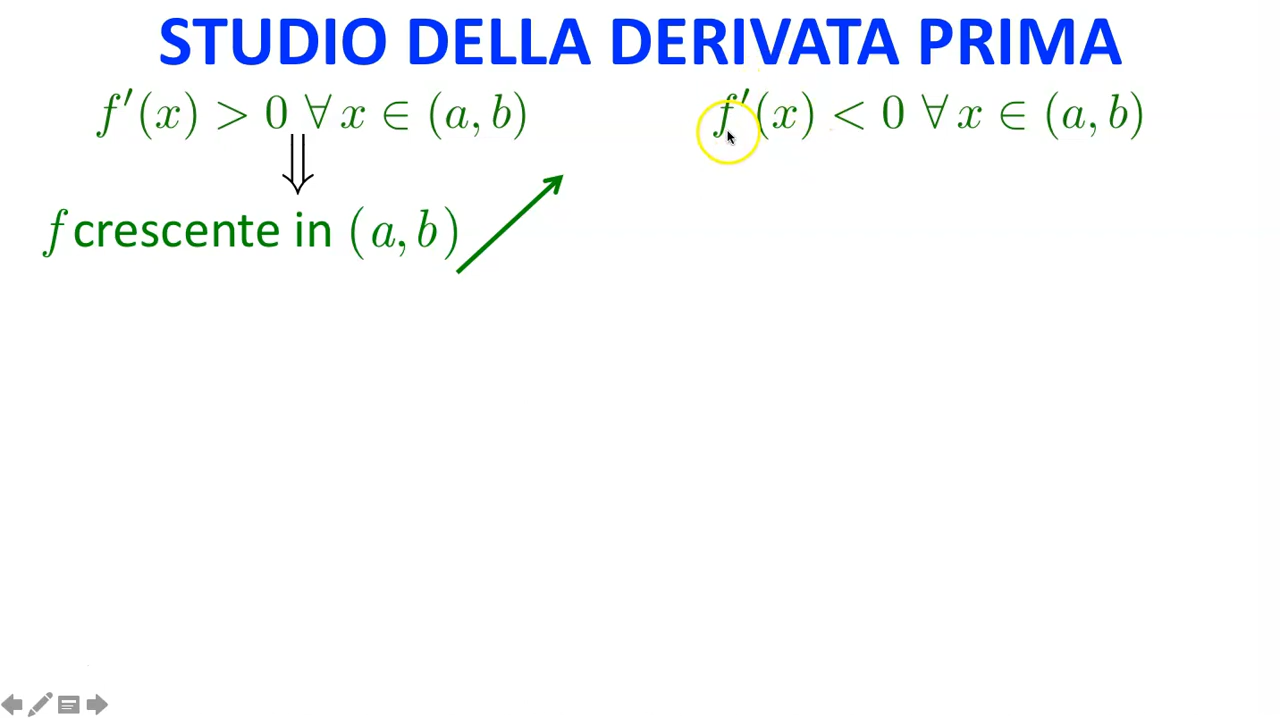 STUDIO DELLA DERIVATA PRIMA
f′(x) > 0 ∀ x ∈ (a, b)
f′(x) < 0 ∀ x ∈ (a, b)
⇓
f crescente in (a, b)